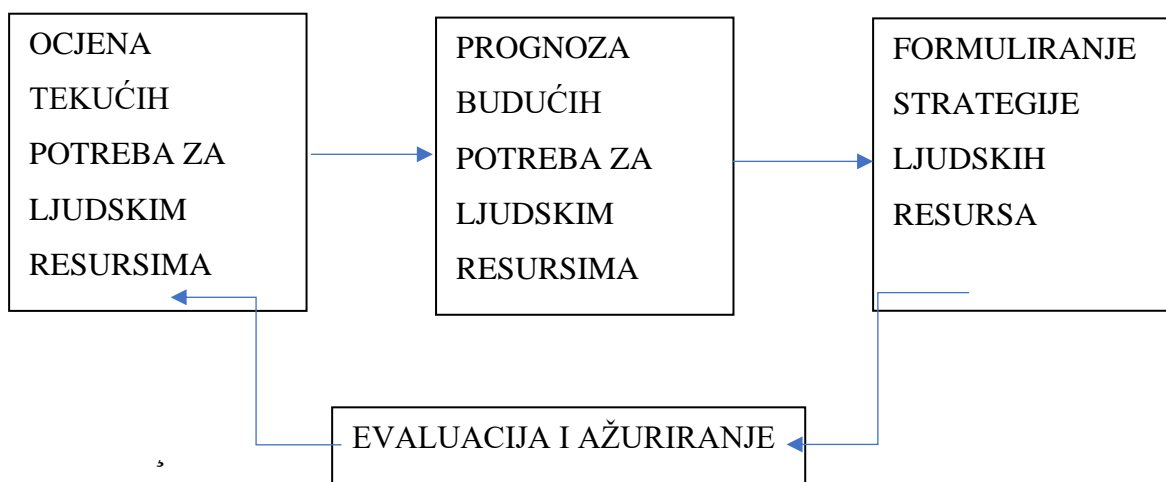 OCJENA
TEKUĆIH
POTREBA ZA
LJUDSKIM
RESURSIMA
PROGNOZA
BUDUĆIH
POTREBA ZA
LJUDSKIM
RESURSIMA
FORMULIRANJE
STRATEGIJE
LJUDSKIH
RESURSA
EVALUACIJA I AŽURIRANJE